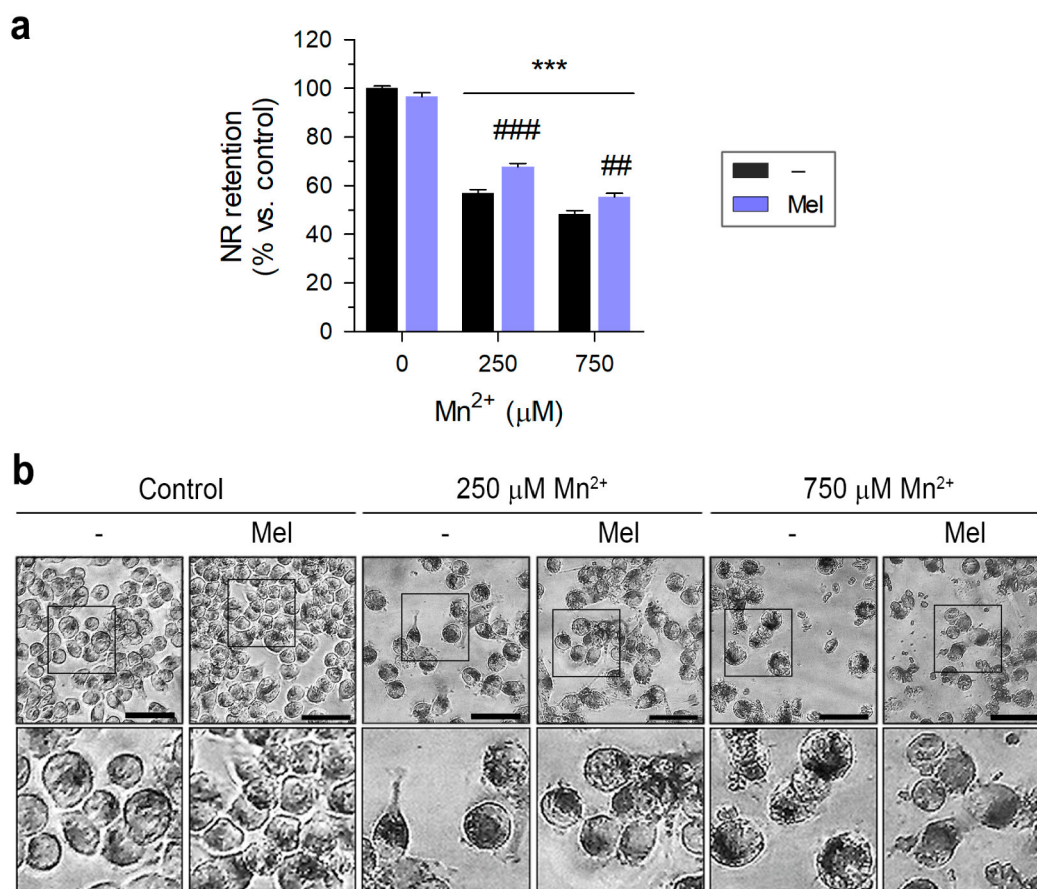 a
120
100
80
60
40
20
0
NR retention
(% vs. control)
***
###
##
0 250 750
Mn²⁺ (μM)
–
Mel
b
Control 250 μM Mn²⁺ 750 μM Mn²⁺
- Mel - Mel - Mel